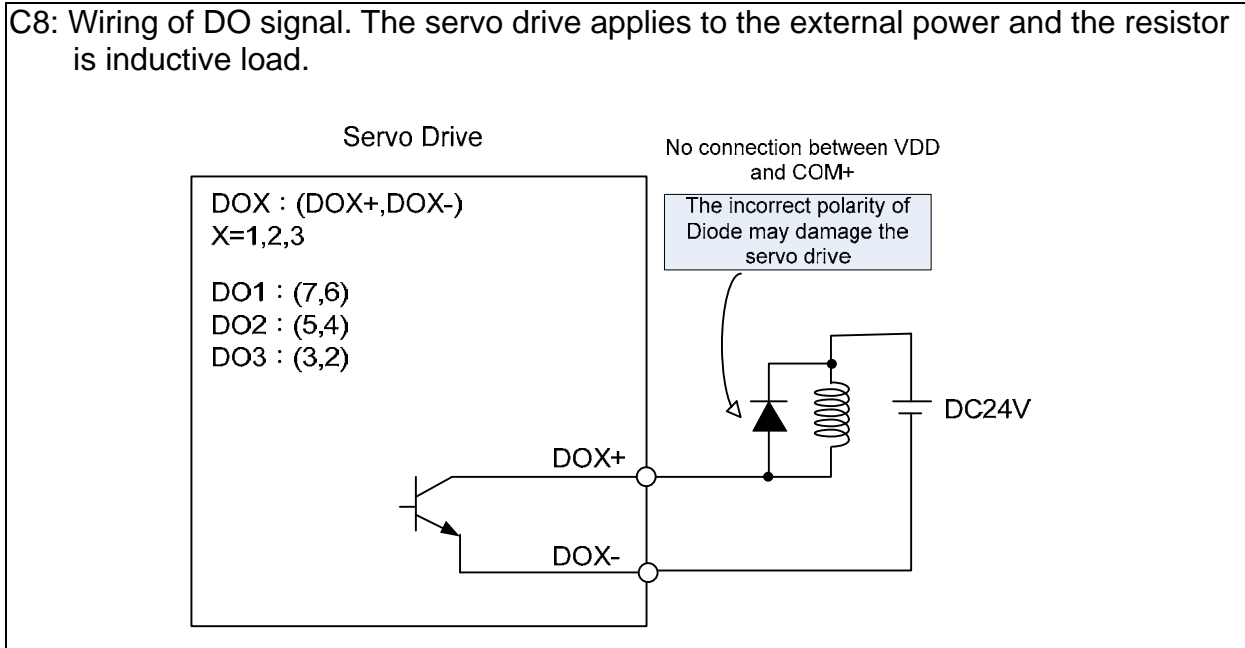 C8: Wiring of DO signal. The servo drive applies to the external power and the resistor
is inductive load.
Servo Drive
No connection between VDD
and COM+
The incorrect polarity of
Diode may damage the
servo drive
DOX：(DOX+,DOX-)
X=1,2,3
DO1：(7,6)
DO2：(5,4)
DO3：(3,2)
DC24V
DOX+
DOX-